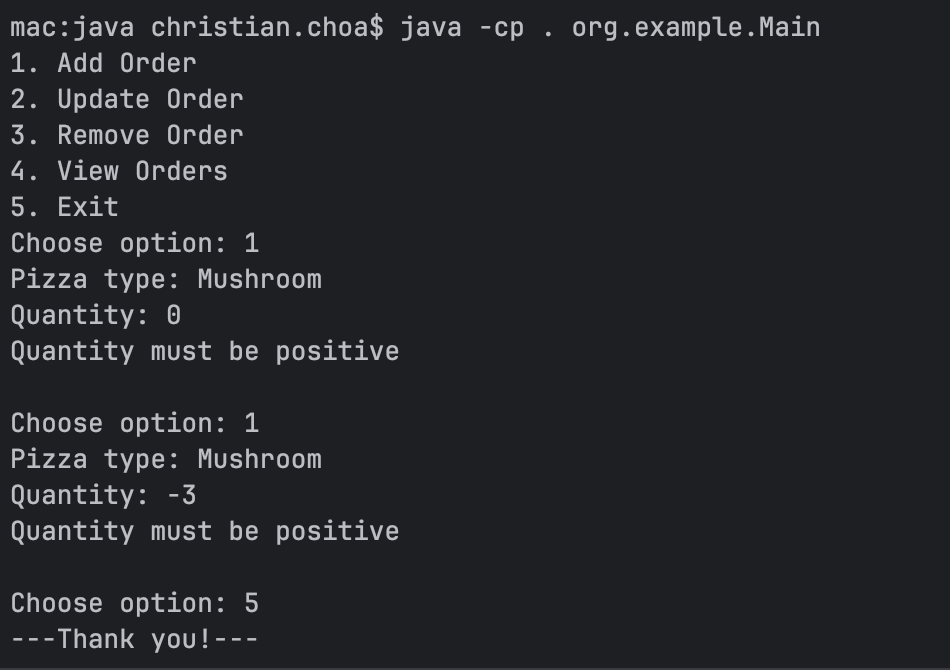 mac:java christian.choa$ java -cp . org.example.Main
1. Add Order
2. Update Order
3. Remove Order
4. View Orders
5. Exit
Choose option: 1
Pizza type: Mushroom
Quantity: 0
Quantity must be positive
Choose option: 1
Pizza type: Mushroom
Quantity: -3
Quantity must be positive
Choose option: 5
---Thank you!---